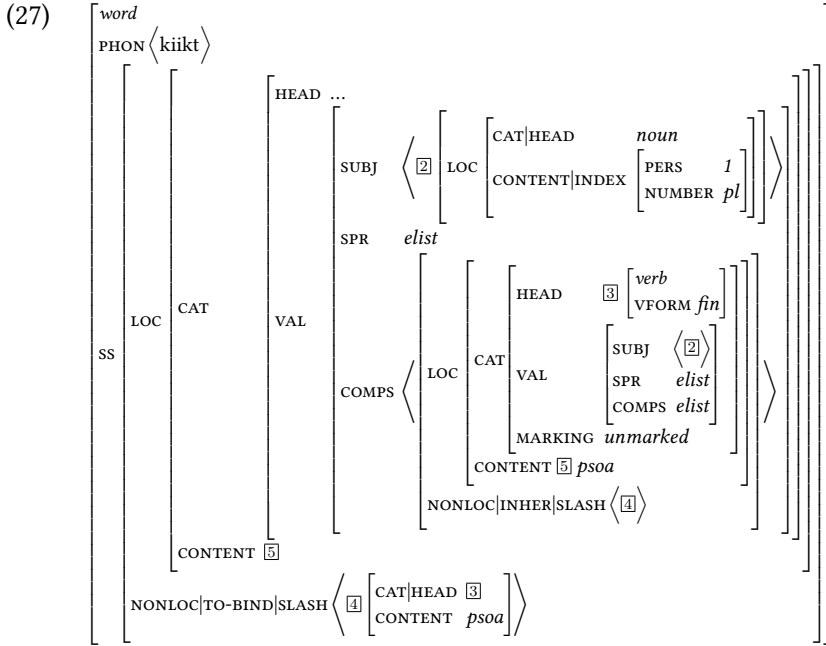 (27)
word
PHON ⟨kiikt⟩
HEAD ...
CAT|HEAD noun
SUBJ ⟨ 2 LOC CONTENT|INDEX PERS 1
NUMBER pl
SPR elist
HEAD 3 verb
VFORM fin
LOC CAT VAL
SS
SUBJ ⟨2⟩
COMPS ⟨ LOC CAT VAL SPR elist
COMPS elist
MARKING unmarked
CONTENT 5 psoa
NONLOC|INHER|SLASH ⟨4⟩
CONTENT 5
NONLOC|TO-BIND|SLASH ⟨ 4 CAT|HEAD 3
CONTENT psoa